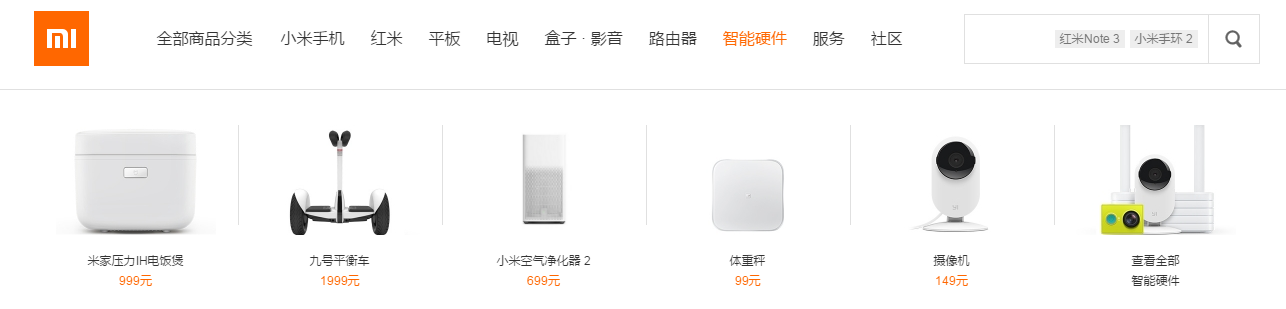 MI
全部商品分类 小米手机 红米 平板 电视 盒子 · 影音 路由器 智能硬件 服务 社区 红米Note 3 小米手环 2
米家压力IH电饭煲 九号平衡车 小米空气净化器 2 体重秤 摄像机 查看全部
999元 1999元 699元 99元 149元 智能硬件